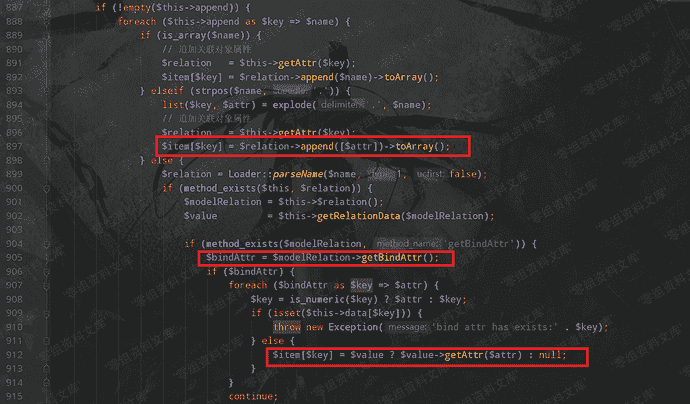 887 if (!empty($this->append)) {
888 foreach ($this->append as $key => $name) {
889 if (is_array($name)) {
890 // 追加关联对象属性
891 $relation = $this->getAttr($key);
892 $item[$key] = $relation->append($name)->toArray();
893 } elseif (strpos($name, needle: '.')) {
894 list($key, $attr) = explode( delimiter: '.', $name);
895 // 追加关联对象属性
896 $relation = $this->getAttr($key);
897 $item[$key] = $relation->append([$attr])->toArray();
898 } else {
899 $relation = Loader::parseName($name, type: 1, ucfirst: false);
900 if (method_exists($this, $relation)) {
901 $modelRelation = $this->$relation();
902 $value = $this->getRelationData($modelRelation);
903
904 if (method_exists($modelRelation, method_name: 'getBindAttr')) {
905 $bindAttr = $modelRelation->getBindAttr();
906 if ($bindAttr) {
907 foreach ($bindAttr as $key => $attr) {
908 $key = is_numeric($key) ? $attr : $key;
909 if (isset($this->data[$key])) {
910 throw new Exception( message: 'bind attr has exists:' . $key);
911 } else {
912 $item[$key] = $value ? $value->getAttr($attr) : null;
913 }
914 }
915 continue;
零组资料文库